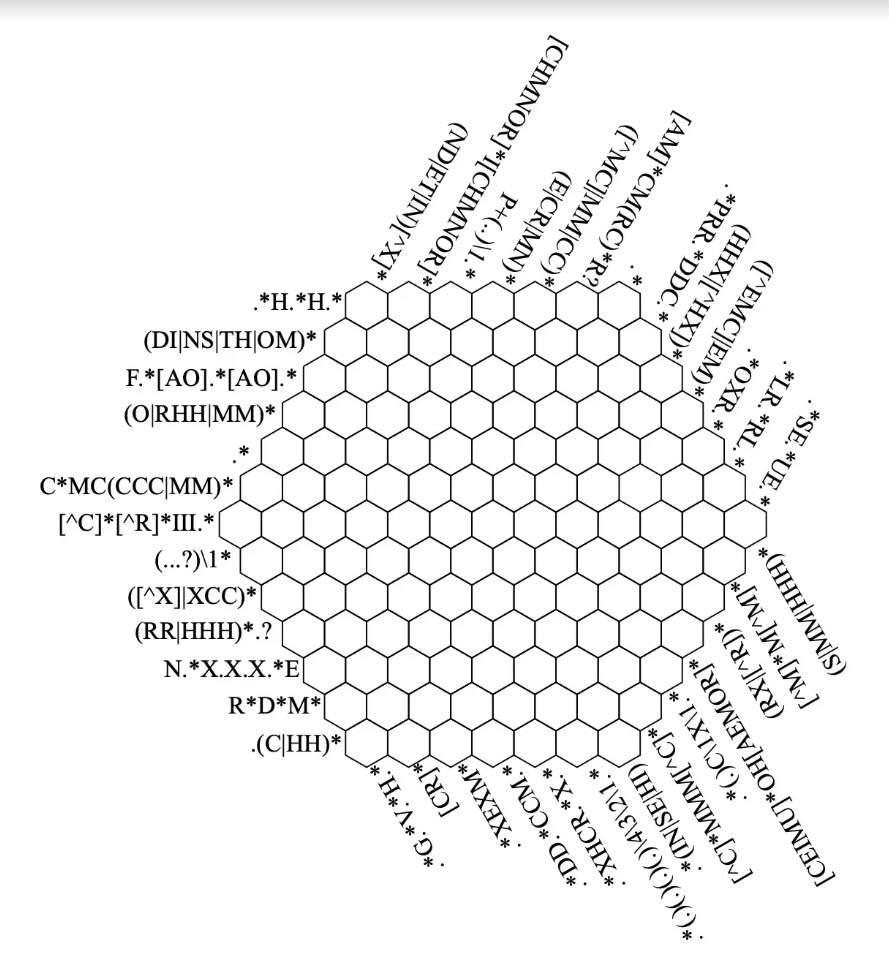 (ND|ET|IN)[^X]*
[CHMNOR]*I[CHMNOR]*
P+(..)\1.*
(E|CR|MN)*
([^MC]|MM|CC)*
[AM]*CM(RC)*R?
.*
.*PRR.*DDC.*
(HHX|[^HX])*
([^EMC]|EM)*
.*OXR.*
.*LR.*RL.*
.*SE.*UE.*
.*H.*H.*
(DI|NS|TH|OM)*
F.*[AO].*[AO].*
(O|RHH|MM)*
.*
C*MC(CCC|MM)*
[^C]*[^R]*III.*
(...?)\1*
([^X]|XCC)*
(RR|HHH)*.?
N.*X.X.X.*E
R*D*M*
.(C|HH)*
.*G.*V.*H.*
[CR]*
.*XEXM*
.*DD.*CCM.*
.*XHCR.*X.*
.*(.)(.)(.)(.)\4\3\2\1.*
.*(IN|SE|HI)
[^C]*MMM[^C]*
.*(.)C\1X\1.*
[CEIMU]*OH[AEMOR]*
(RX|[^R])*
[^M]*M[^M]*
(S|MM|HHH)*